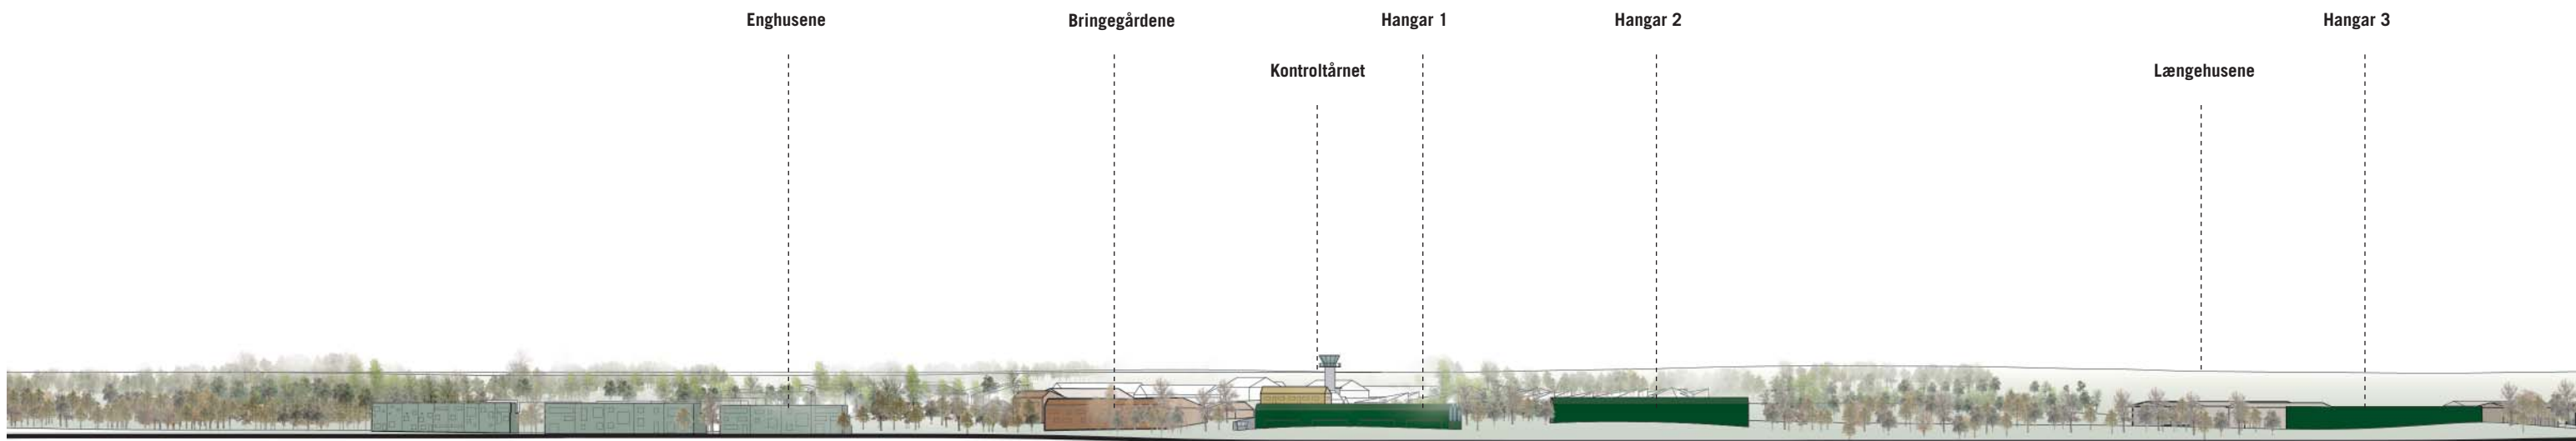 Enghusene
Bringegårdene
Hangar 1
Hangar 2
Hangar 3
Kontroltårnet
Længehusene